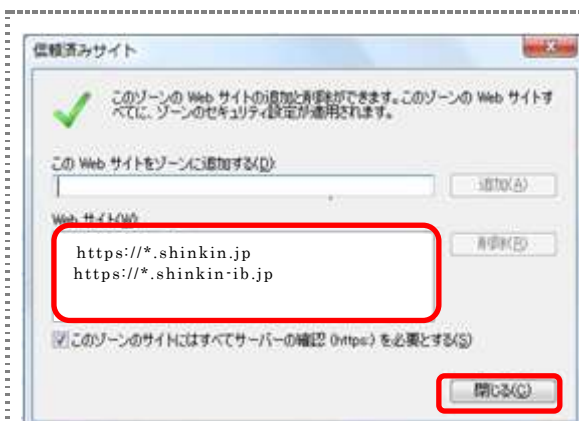 信頼済みサイト
このゾーンの Web サイトの追加と削除ができます。このゾーンの Web サイトす
べてに、ゾーンのセキュリティ設定が適用されます。
この Web サイトをゾーンに追加する(D):
追加(A)
Web サイト(W):
削除(R)
https://*.shinkin.jp
https://*.shinkin-ib.jp
このゾーンのサイトにはすべてサーバーの確認 (https:) を必要とする(S)
閉じる(C)